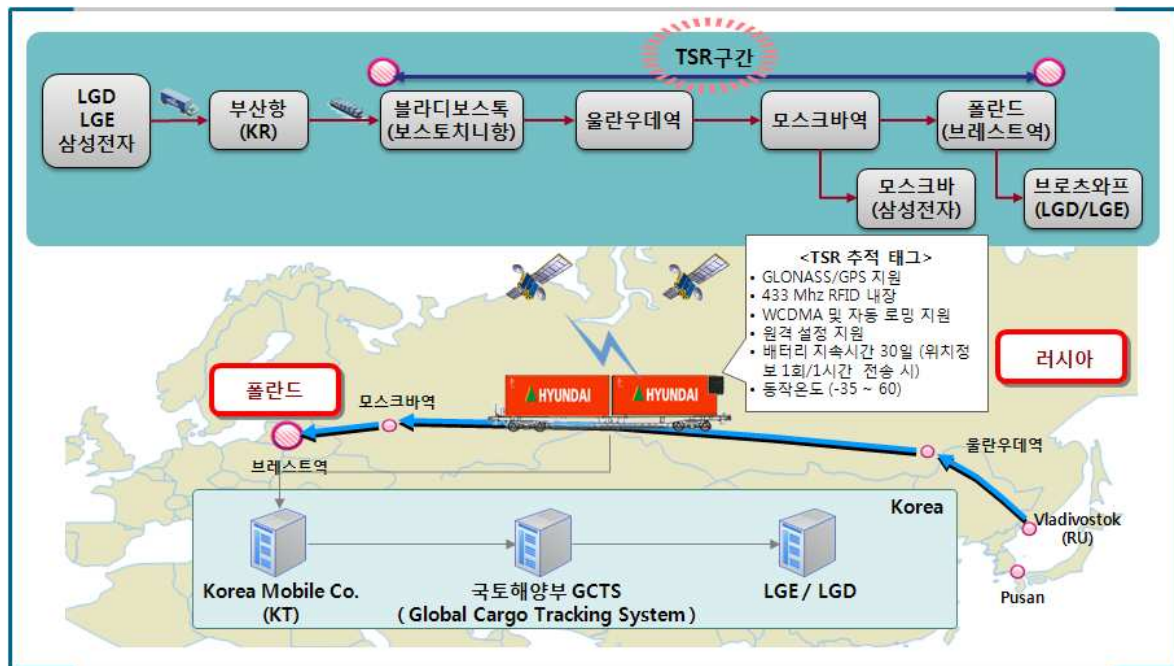 TSR구간
LGD
LGE
삼성전자
부산항
(KR)
블라디보스톡
(보스토치니항)
울란우데역
모스크바역
폴란드
(브레스트역)
모스크바
(삼성전자)
브로츠와프
(LGD/LGE)
<TSR 추적 태그>
• GLONASS/GPS 지원
• 433 Mhz RFID 내장
• WCDMA 및 자동 로밍 지원
• 원격 설정 지원
• 배터리 지속시간 30일 (위치정
보 1회/1시간 전송 시)
• 동작온도 (-35 ~ 60)
러시아
폴란드
모스크바역
HYUNDAI
HYUNDAI
울란우데역
브레스트역
Korea
Vladivostok
(RU)
Pusan
Korea Mobile Co.
(KT)
국토해양부 GCTS
( Global Cargo Tracking System )
LGE / LGD